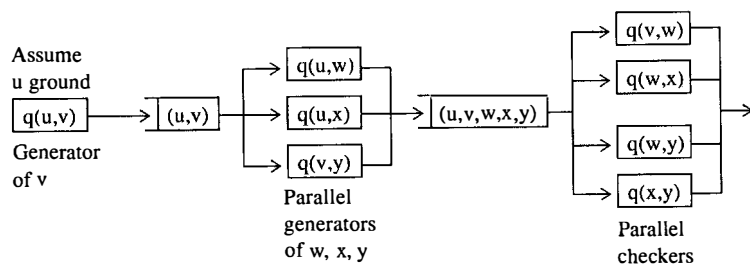 Assume
u ground
q(u,v)
Generator
of v
(u,v)
q(u,w)
q(u,x)
q(v,y)
Parallel
generators
of w, x, y
(u,v,w,x,y)
q(v,w)
q(w,x)
q(w,y)
q(x,y)
Parallel
checkers